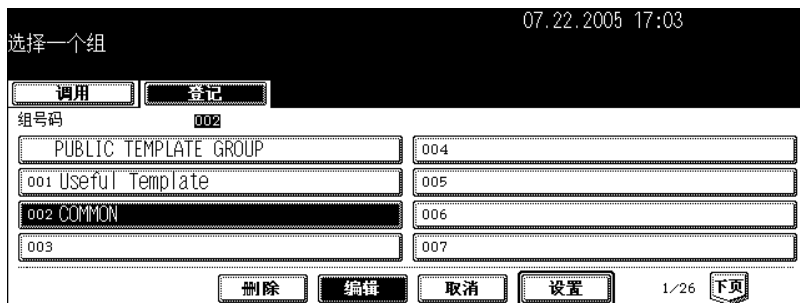 07.22.2005 17:03
选择一个组
调用 登记
组号码 002
PUBLIC TEMPLATE GROUP 004
001 Useful Template 005
002 COMMON 006
003 007
删除 编辑 取消 设置 1/26 下页